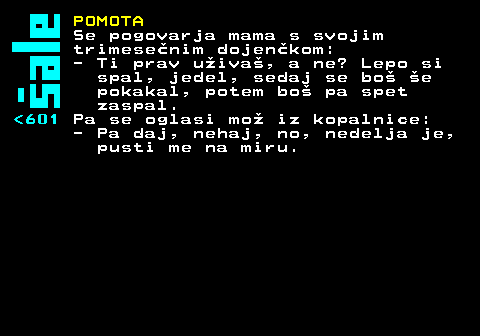 Šale
<601
POMOTA
Se pogovarja mama s svojim
trimesečnim dojenčkom:
- Ti prav uživaš, a ne? Lepo si
spal, jedel, sedaj se boš še
pokakal, potem boš pa spet
zaspal.
Pa se oglasi mož iz kopalnice:
- Pa daj, nehaj, no, nedelja je,
pusti me na miru.